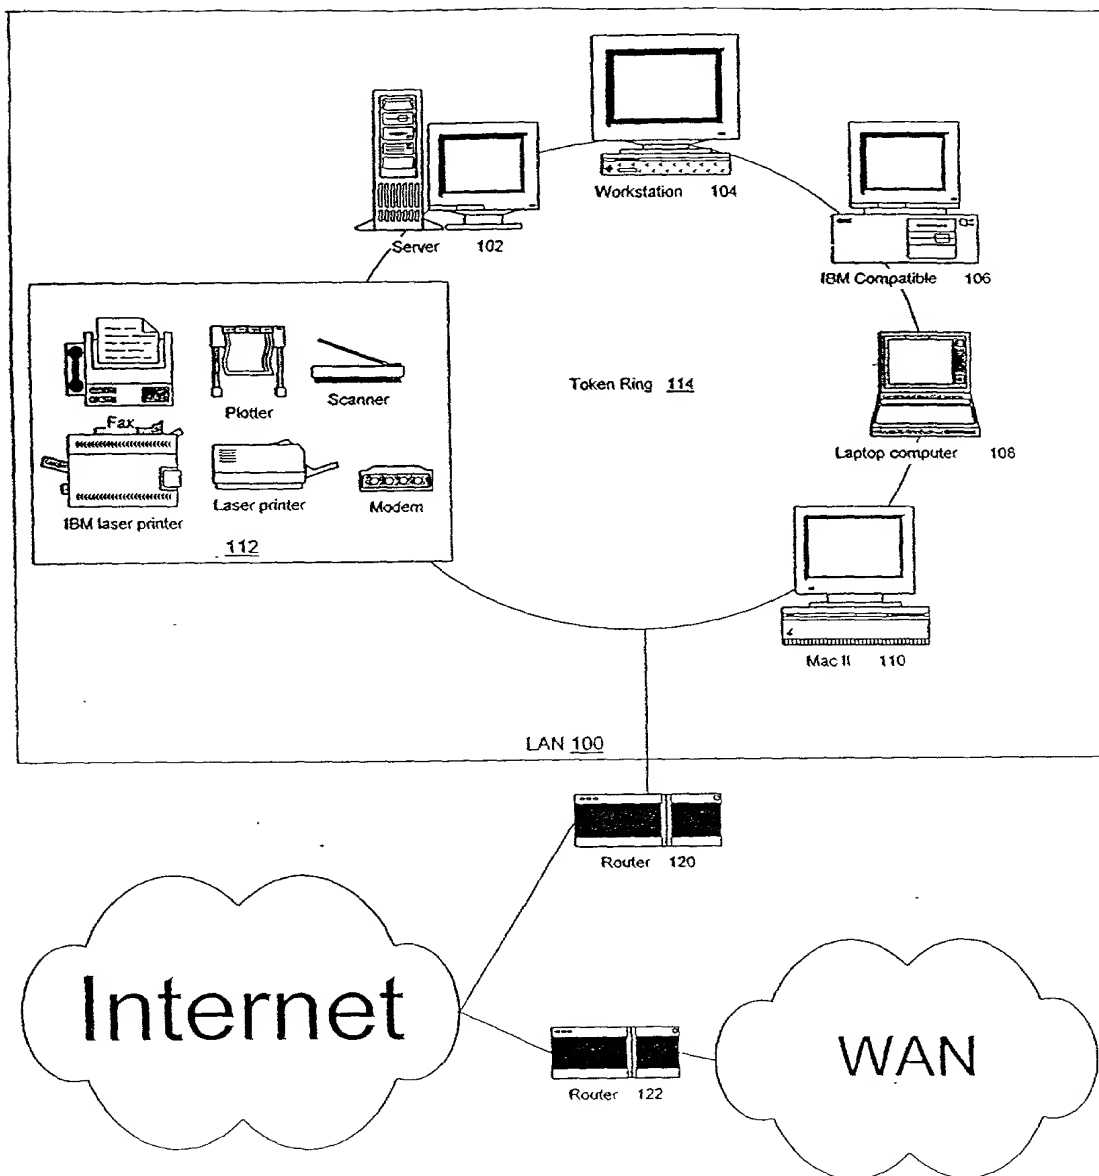 Workstation 104
Server 102
IBM Compatible 106
Token Ring 114
Fax
Plotter
Scanner
Laptop computer 108
IBM laser printer
Laser printer
Modem
112
Mac II 110
LAN 100
Router 120
Internet
WAN
Router 122